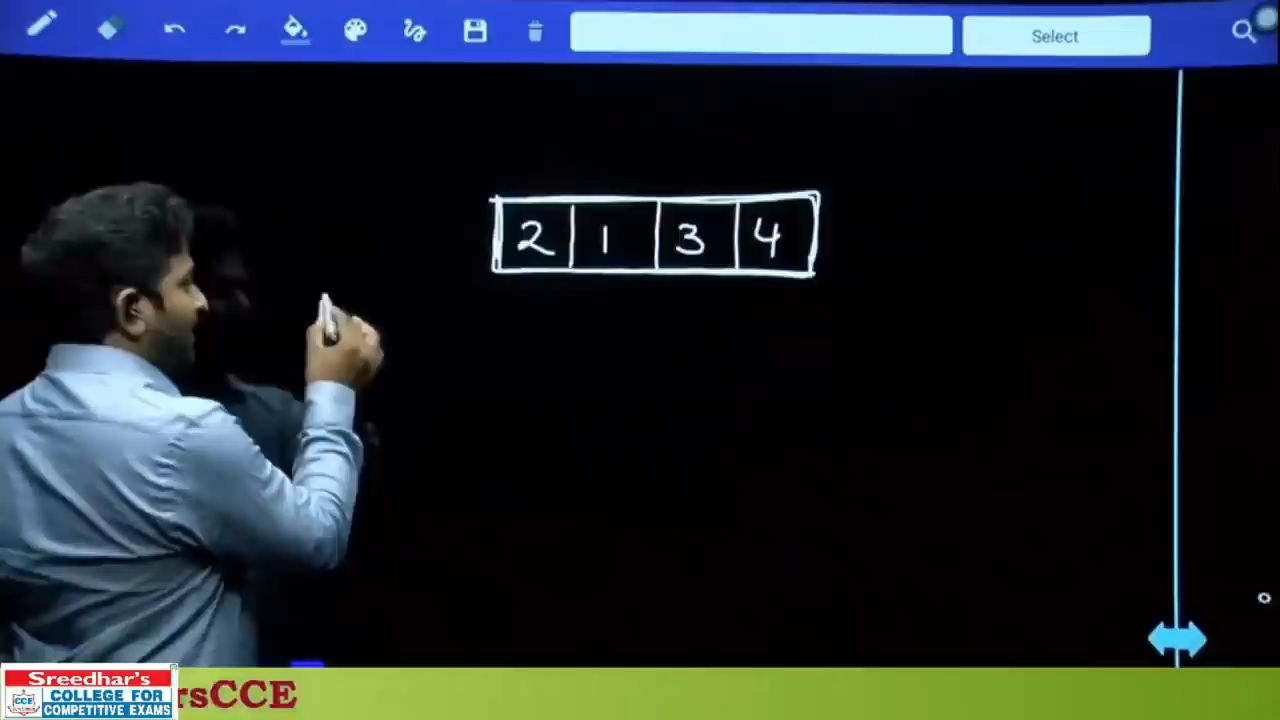 Select
2 1 3 4
Sreedhar's
CCE
COLLEGE FOR
COMPETITIVE EXAMS
rsCCE